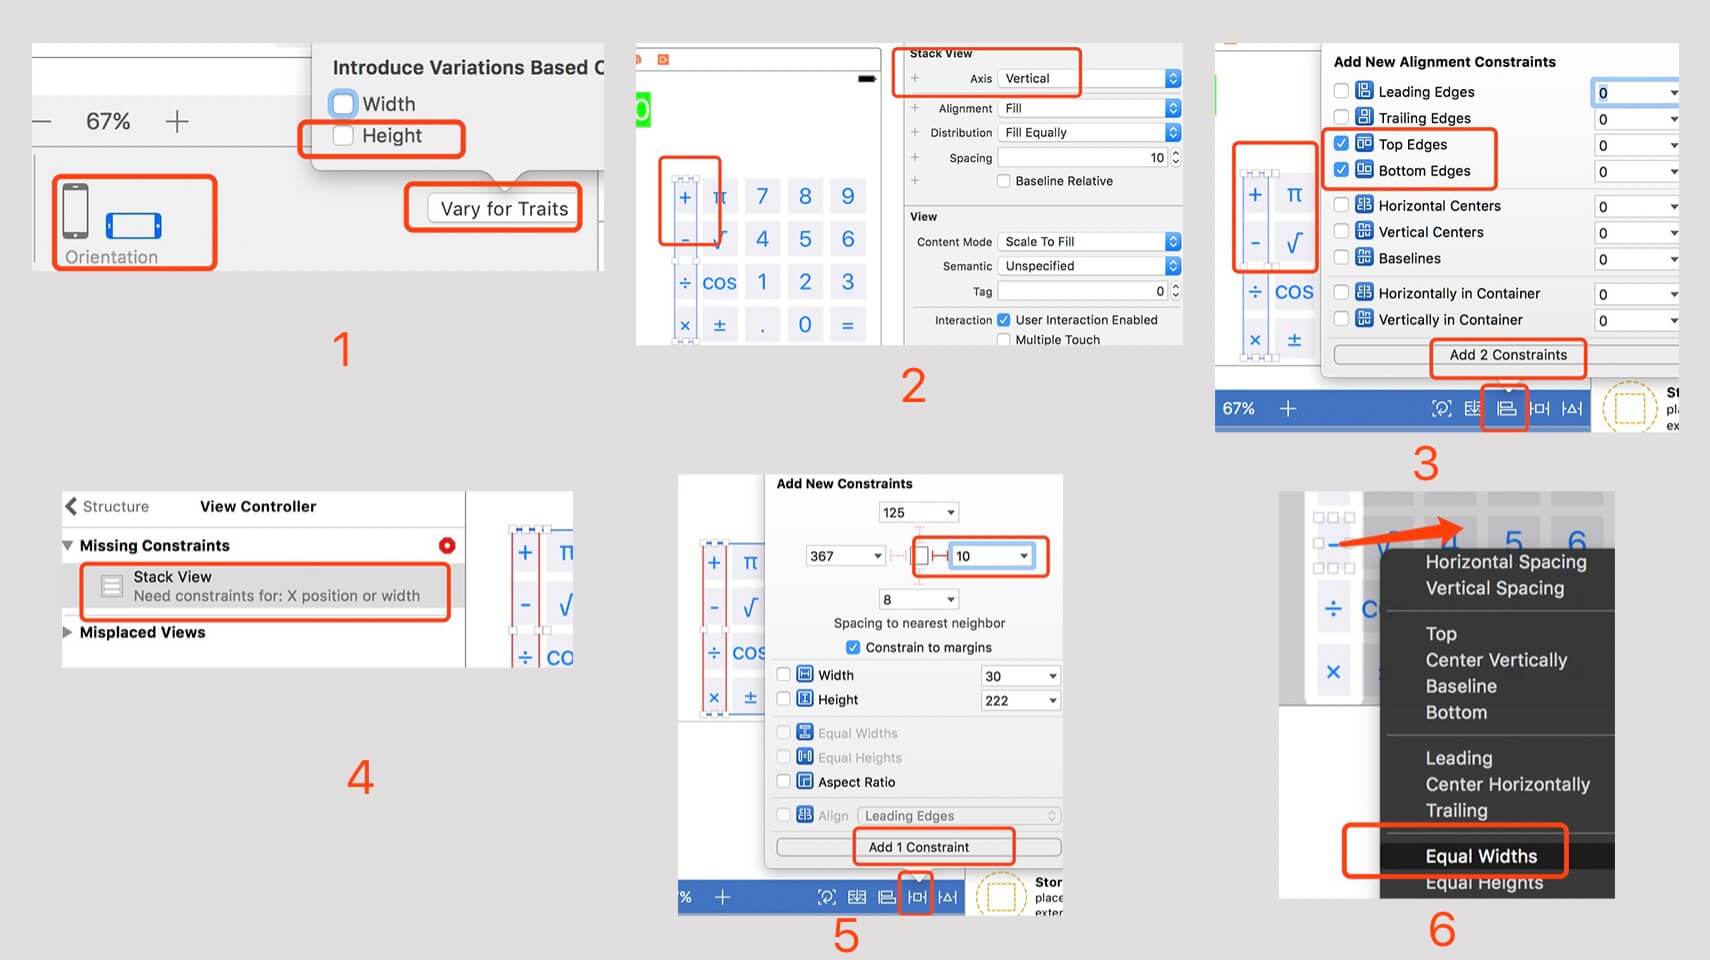 Introduce Variations Based
Width
Height
67%
Orientation
Vary for Traits
1
Stack View
Axis Vertical
Alignment Fill
Distribution Fill Equally
Spacing 10
Baseline Relative
View
Content Mode Scale To Fill
Semantic Unspecified
Tag 0
Interaction User Interaction Enabled
Multiple Touch
+ π 7 8 9
- √ 4 5 6
÷ cos 1 2 3
× ± . 0 =
2
Add New Alignment Constraints
Leading Edges 0
Trailing Edges 0
Top Edges 0
Bottom Edges 0
Horizontal Centers 0
Vertical Centers 0
Baselines 0
Horizontally in Container 0
Vertically in Container 0
Add 2 Constraints
+ π
- √
÷ cos
× ±
67%
3
Structure View Controller
Missing Constraints
Stack View
Need constraints for: X position or width
Misplaced Views
+ π
- √
÷ co
4
Add New Constraints
125
367 10
8
Spacing to nearest neighbor
Constrain to margins
Width 30
Height 222
Equal Widths
Equal Heights
Aspect Ratio
Align Leading Edges
Add 1 Constraint
+ π
- √
÷ cos
× ±
%
Stor
place
exter
5
- 5 6
÷ c
×
Horizontal Spacing
Vertical Spacing
Top
Center Vertically
Baseline
Bottom
Leading
Center Horizontally
Trailing
Equal Widths
Equal Heights
6